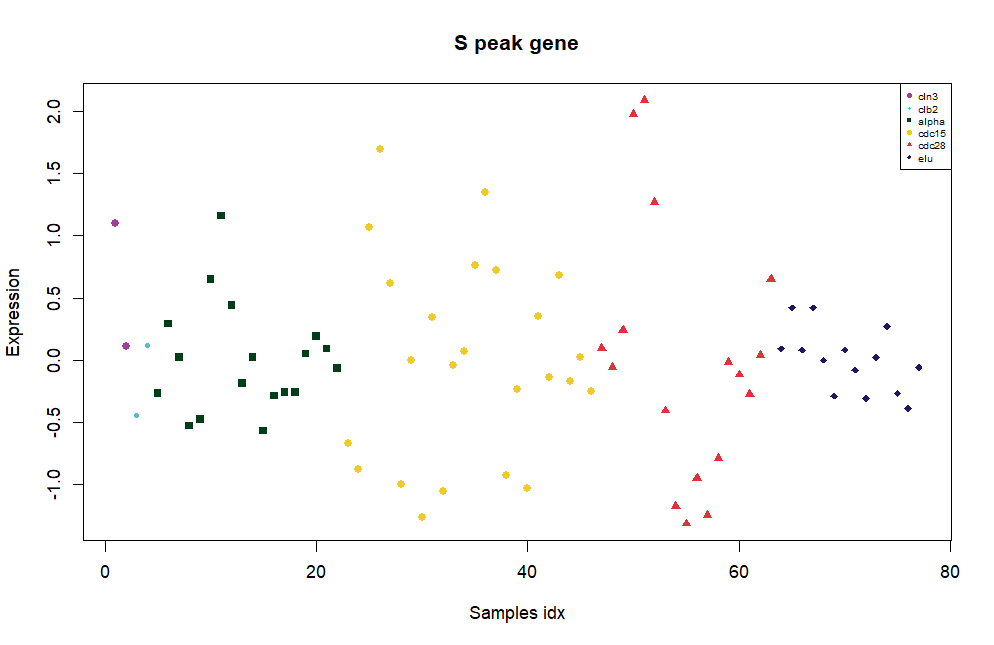 S peak gene
cln3
clb2
alpha
cdc15
cdc28
elu
Expression
2.0
1.5
1.0
0.5
0.0
-0.5
-1.0
0
20
40
60
80
Samples idx